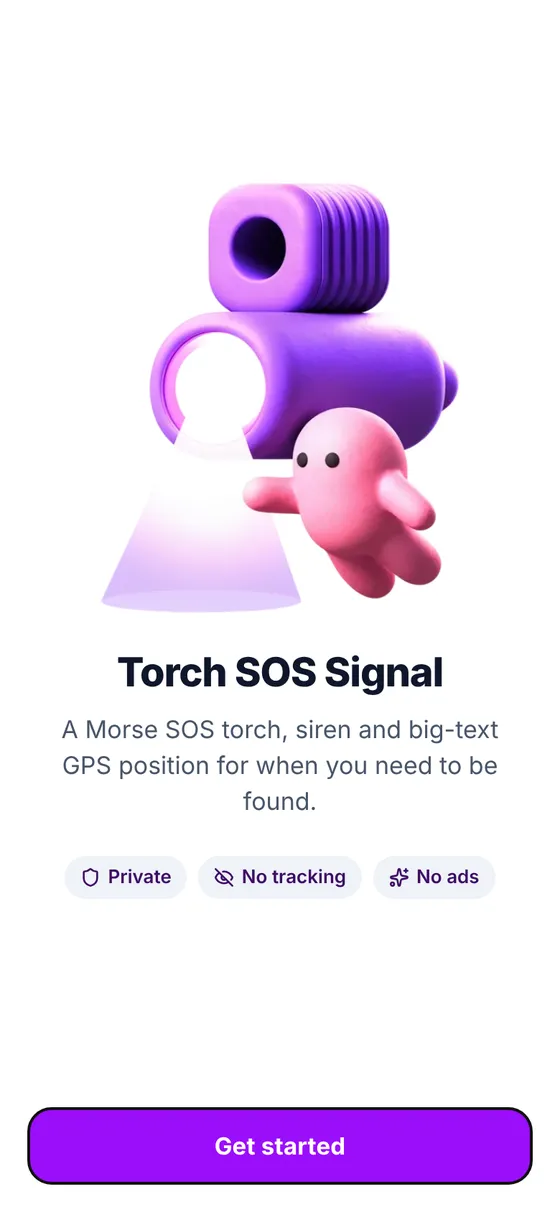 Torch SOS Signal
A Morse SOS torch, siren and big-text
GPS position for when you need to be
found.
Private
No tracking
No ads
Get started